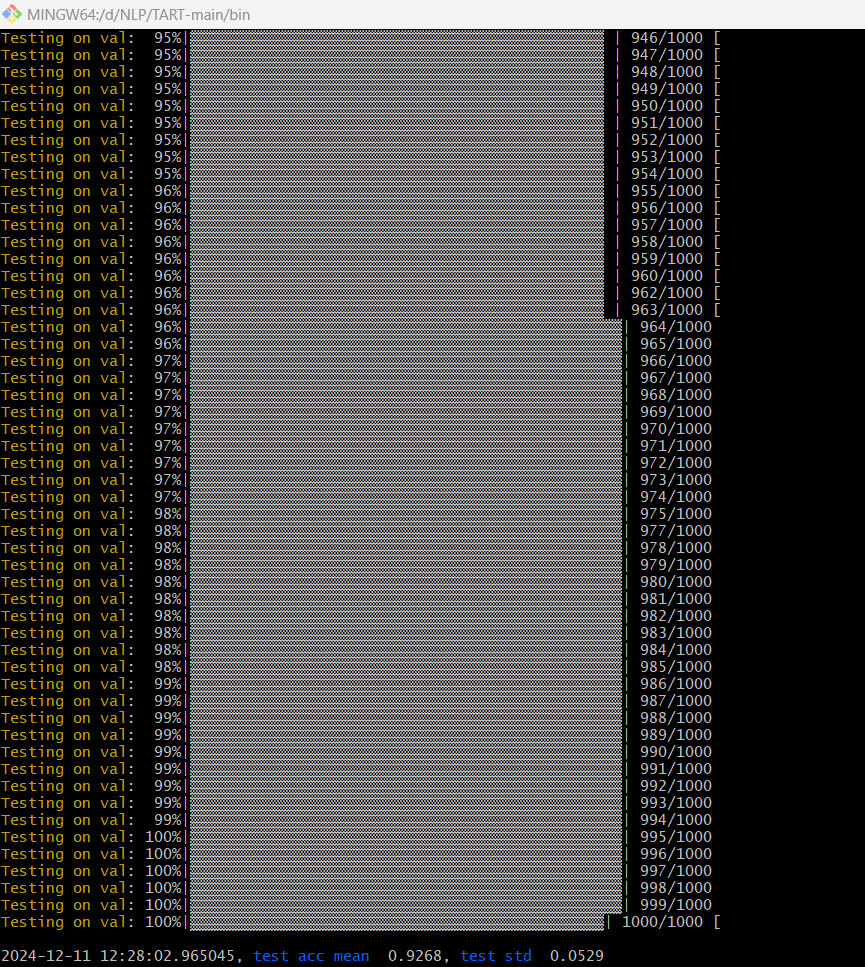 MINGW64:/d/NLP/TART-main/bin
Testing on val:  95%| | 946/1000 [
Testing on val:  95%| | 947/1000 [
Testing on val:  95%| | 948/1000 [
Testing on val:  95%| | 949/1000 [
Testing on val:  95%| | 950/1000 [
Testing on val:  95%| | 951/1000 [
Testing on val:  95%| | 952/1000 [
Testing on val:  95%| | 953/1000 [
Testing on val:  95%| | 954/1000 [
Testing on val:  96%| | 955/1000 [
Testing on val:  96%| | 956/1000 [
Testing on val:  96%| | 957/1000 [
Testing on val:  96%| | 958/1000 [
Testing on val:  96%| | 959/1000 [
Testing on val:  96%| | 960/1000 [
Testing on val:  96%| | 962/1000 [
Testing on val:  96%| | 963/1000 [
Testing on val:  96%| | 964/1000
Testing on val:  96%| | 965/1000
Testing on val:  97%| | 966/1000
Testing on val:  97%| | 967/1000
Testing on val:  97%| | 968/1000
Testing on val:  97%| | 969/1000
Testing on val:  97%| | 970/1000
Testing on val:  97%| | 971/1000
Testing on val:  97%| | 972/1000
Testing on val:  97%| | 973/1000
Testing on val:  97%| | 974/1000
Testing on val:  98%| | 975/1000
Testing on val:  98%| | 977/1000
Testing on val:  98%| | 978/1000
Testing on val:  98%| | 979/1000
Testing on val:  98%| | 980/1000
Testing on val:  98%| | 981/1000
Testing on val:  98%| | 982/1000
Testing on val:  98%| | 983/1000
Testing on val:  98%| | 984/1000
Testing on val:  98%| | 985/1000
Testing on val:  99%| | 986/1000
Testing on val:  99%| | 987/1000
Testing on val:  99%| | 988/1000
Testing on val:  99%| | 989/1000
Testing on val:  99%| | 990/1000
Testing on val:  99%| | 991/1000
Testing on val:  99%| | 992/1000
Testing on val:  99%| | 993/1000
Testing on val:  99%| | 994/1000
Testing on val: 100%| | 995/1000
Testing on val: 100%| | 996/1000
Testing on val: 100%| | 997/1000
Testing on val: 100%| | 998/1000
Testing on val: 100%| | 999/1000
Testing on val: 100%| | 1000/1000 [
2024-12-11 12:28:02.965045, test acc mean  0.9268, test std  0.0529